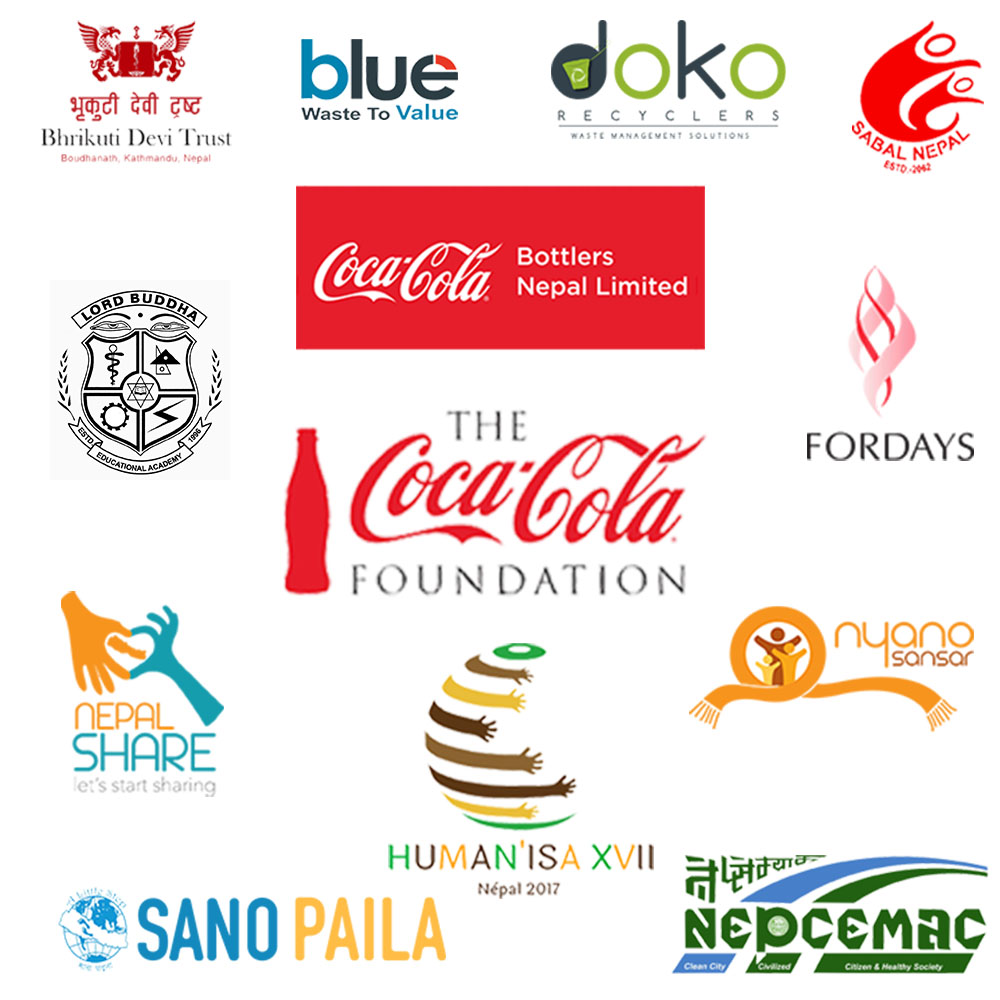 भृकुटी देवी ट्रष्ट
Bhrikuti Devi Trust
Boudhanath, Kathmandu, Nepal
blue
Waste To Value
doko
RECYCLERS
WASTE MANAGEMENT SOLUTIONS
SABAL NEPAL
ESTD.-2062
Coca-Cola
Bottlers
Nepal Limited
LORD BUDDHA
ESTD. 1998
EDUCATIONAL ACADEMY
FORDAYS
THE
Coca-Cola
FOUNDATION
NEPAL
SHARE
let's start sharing
nyano
sansar
HUMAN'ISA XVII
Népal 2017
SANO PAILA
NEPCEMAC
Clean City Civilized Citizen & Healthy Society